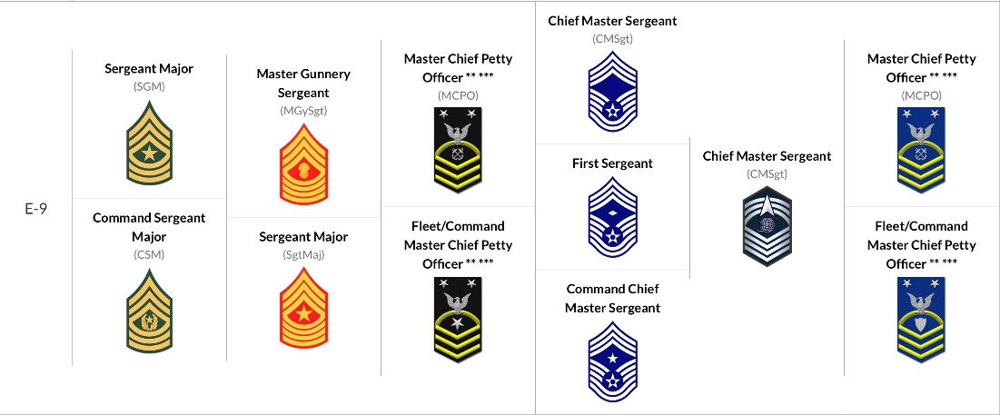 E-9
Sergeant Major
(SGM)
Command Sergeant
Major
(CSM)
Master Gunnery
Sergeant
(MGySgt)
Sergeant Major
(SgtMaj)
Master Chief Petty
Officer ** ***
(MCPO)
Fleet/Command
Master Chief Petty
Officer ** ***
Chief Master Sergeant
(CMSgt)
First Sergeant
Command Chief
Master Sergeant
Chief Master Sergeant
(CMSgt)
Master Chief Petty
Officer ** ***
(MCPO)
Fleet/Command
Master Chief Petty
Officer ** ***